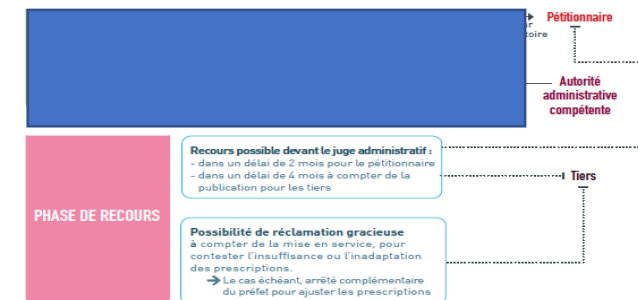 Pétitionnaire
toire
Autorité
administrative
compétente
PHASE DE RECOURS
Recours possible devant le juge administratif :
- dans un délai de 2 mois pour le pétitionnaire
- dans un délai de 4 mois à compter de la
publication pour les tiers
Tiers
Possibilité de réclamation gracieuse
à compter de la mise en service, pour
contester l'insuffisance ou l'inadaptation
des prescriptions.
→ Le cas échéant, arrêté complémentaire
du préfet pour ajuster les prescriptions